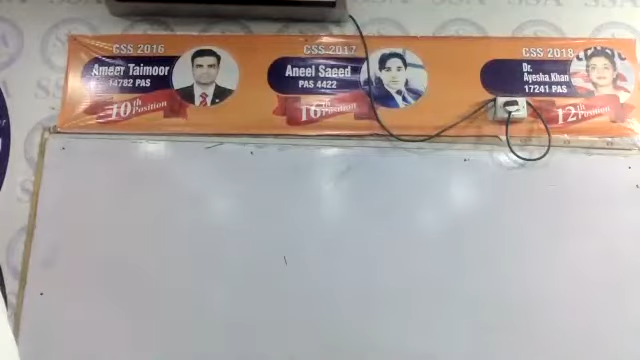 CSS 2016
Ameer Taimoor
14782 PAS
10th Position
CSS 2017
Aneel Saeed
PAS 4422
16th Position
CSS 2018
Dr.
Ayesha Khan
17241 PAS
12th Position
SSA